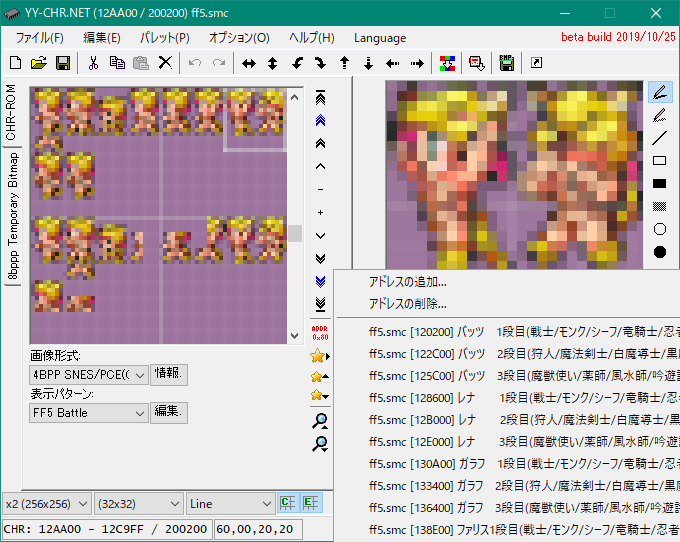 YY-CHR.NET (12AA00 / 200200) ff5.smc
ファイル(F) 編集(E) パレット(P) オプション(O) ヘルプ(H) Language
beta build 2019/10/25
CHR-ROM
8bppp Temporary Bitmap
BMP
ADDR
0x80
画像形式:
4BPP SNES/PCE(C 情報.
表示パターン:
FF5 Battle 編集.
x2 (256x256) (32x32) Line C E
CHR: 12AA00 - 12C9FF / 200200 60,00,20,20
アドレスの追加...
アドレスの削除...
ff5.smc [120200] バッツ 1段目(戦士/モンク/シーフ/竜騎士/忍者
ff5.smc [122C00] バッツ 2段目(狩人/魔法剣士/白魔導士/黒
ff5.smc [125C00] バッツ 3段目(魔獣使い/薬師/風水師/吟遊
ff5.smc [128600] レナ 1段目(戦士/モンク/シーフ/竜騎士/忍者
ff5.smc [12B000] レナ 2段目(狩人/魔法剣士/白魔導士/黒
ff5.smc [12E000] レナ 3段目(魔獣使い/薬師/風水師/吟遊
ff5.smc [130A00] ガラフ 1段目(戦士/モンク/シーフ/竜騎士/忍
ff5.smc [133400] ガラフ 2段目(狩人/魔法剣士/白魔導士/黒
ff5.smc [136400] ガラフ 3段目(魔獣使い/薬師/風水師/吟遊
ff5.smc [138E00] ファリス1段目(戦士/モンク/シーフ/竜騎士/忍者